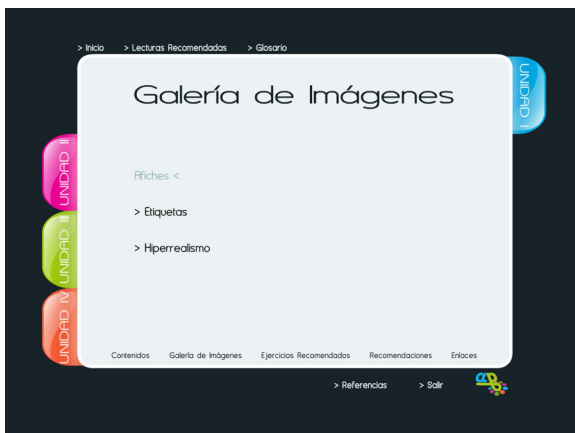 > Inicio > Lecturas Recomendadas > Glosario
UNIDAD I
Galería de Imágenes
UNIDAD II
Afiches <
> Etiquetas
UNIDAD III
> Hiperrealismo
UNIDAD IV
Contenidos Galería de Imágenes Ejercicios Recomendados Recomendaciones Enlaces
> Referencias > Salir